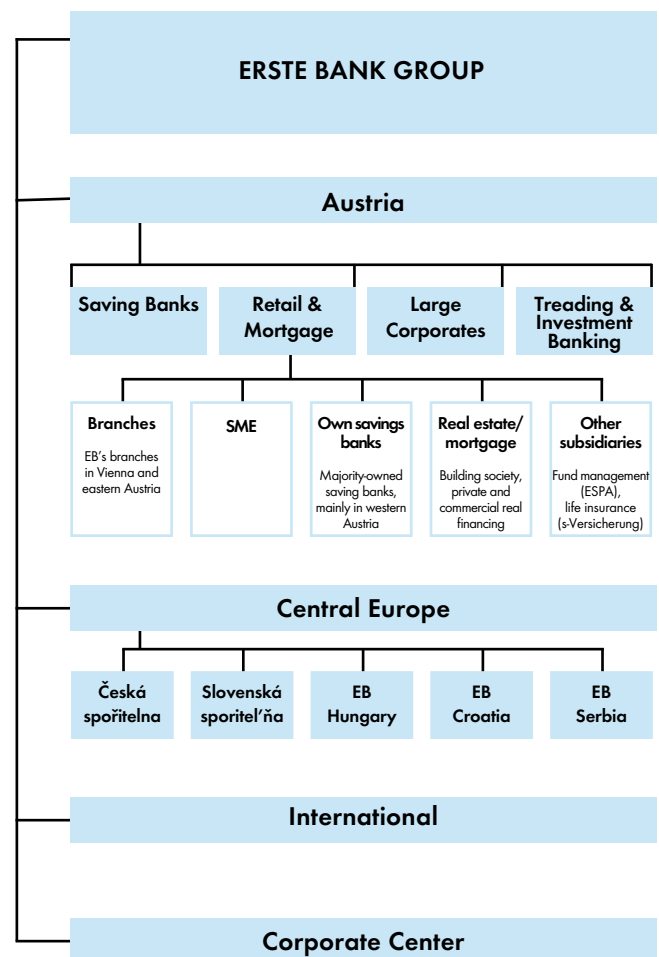 ERSTE BANK GROUP
Austria
Saving Banks
Retail &
Mortgage
Large
Corporates
Treading &
Investment
Banking
Branches
EB's branches
in Vienna and
eastern Austria
SME
Own savings
banks
Majority-owned
saving banks,
mainly in western
Austria
Real estate/
mortgage
Building society,
private and
commercial real
financing
Other
subsidiaries
Fund management
(ESPA),
life insurance
(s-Versicherung)
Central Europe
Česká
spořitelna
Slovenská
sporitel'ňa
EB
Hungary
EB
Croatia
EB
Serbia
International
Corporate Center